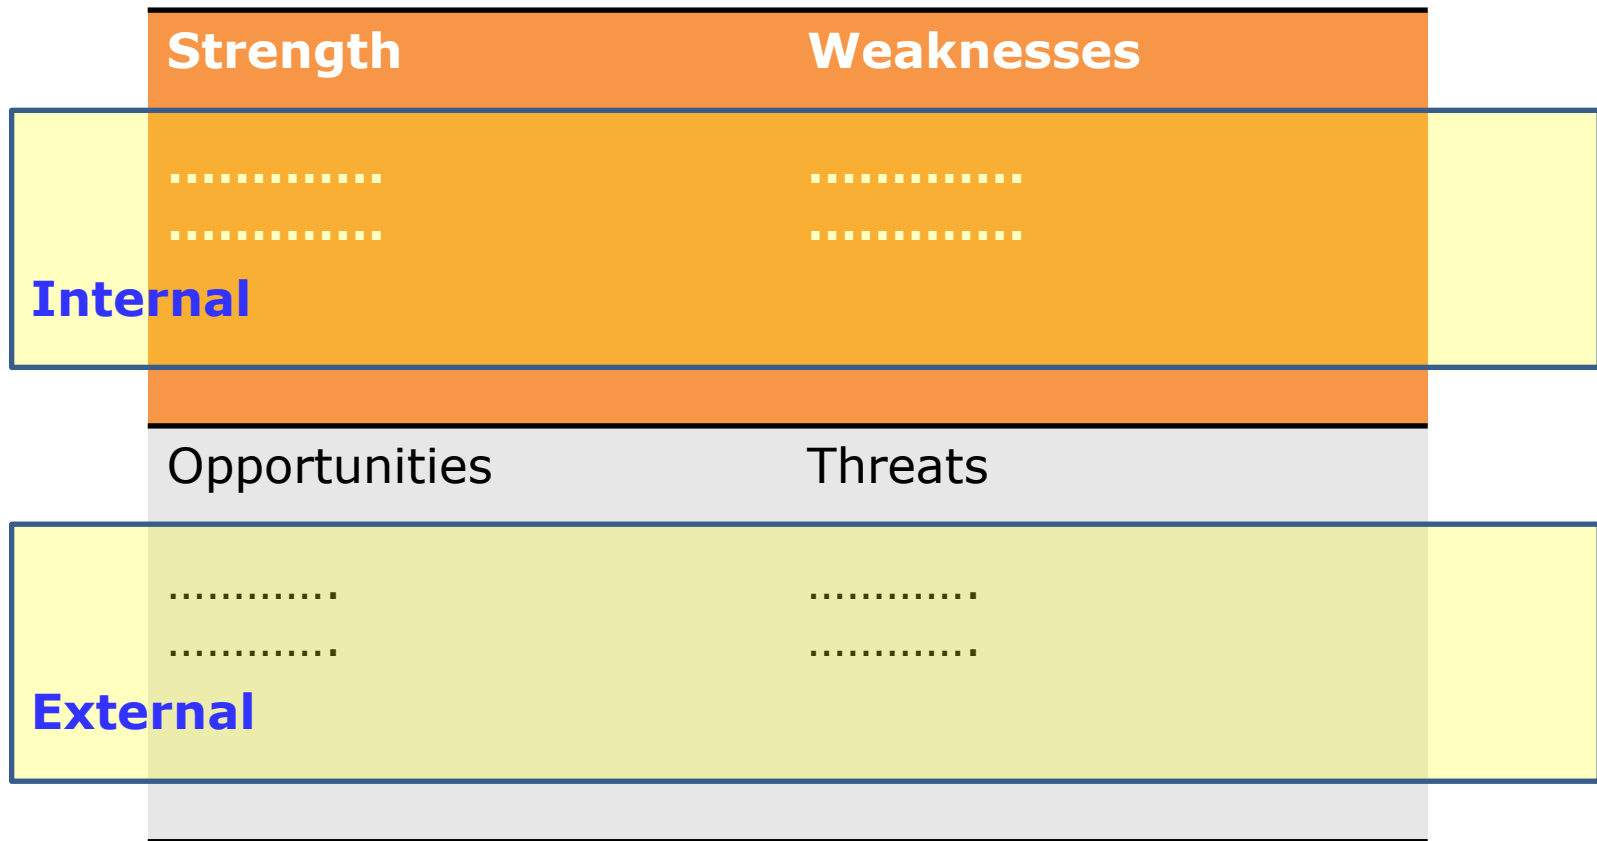 Strength Weaknesses
…………. ………….
…………. ………….
Internal
Opportunities Threats
…………. ………….
…………. ………….
External